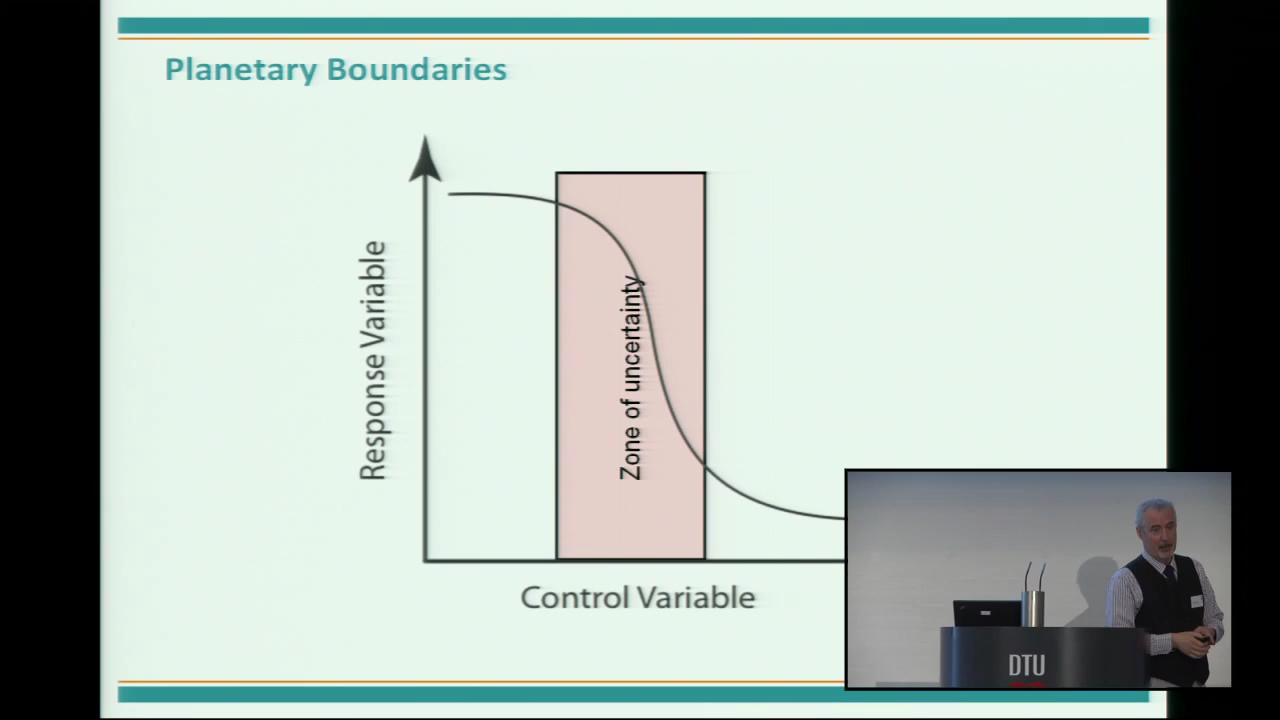 Planetary Boundaries
Response Variable
Zone of uncertainty
Control Variable
DTU